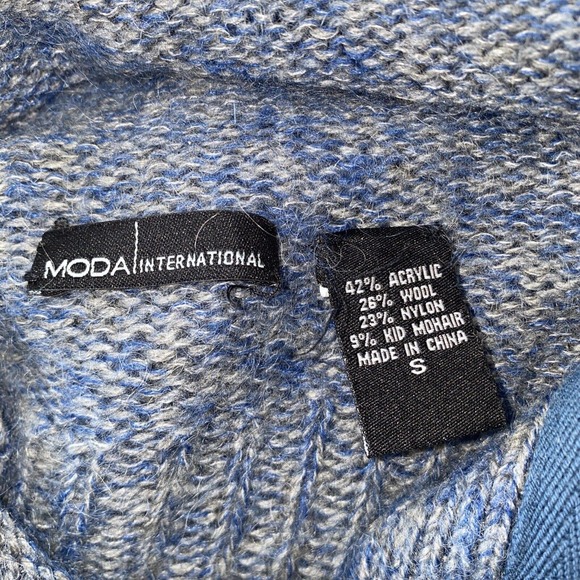 MODA INTERNATIONAL
42% ACRYLIC
26% WOOL
23% NYLON
9% KID MOHAIR
MADE IN CHINA
S